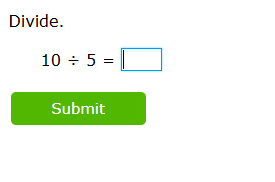 Divide.
10 ÷ 5 =
Submit